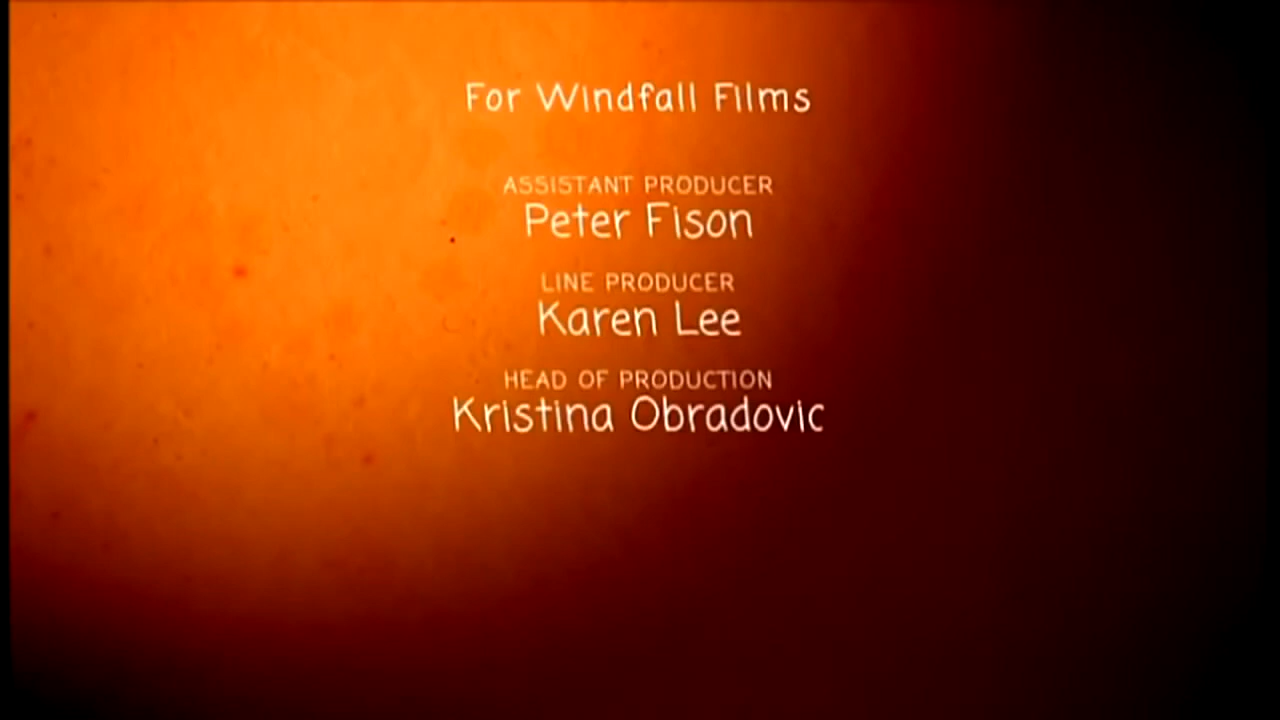 For Windfall Films
ASSISTANT PRODUCER
Peter Fison
LINE PRODUCER
Karen Lee
HEAD OF PRODUCTION
Kristina Obradovic